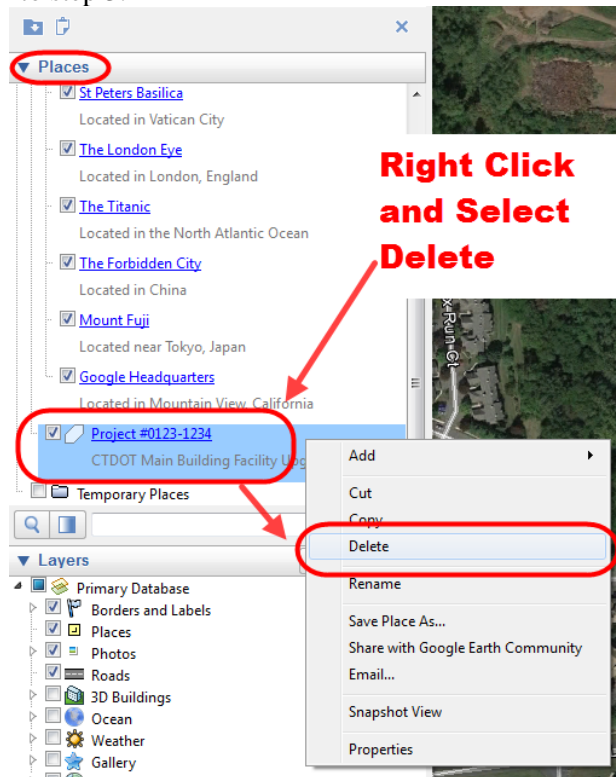 Places
St Peters Basilica
Located in Vatican City
The London Eye
Located in London, England
The Titanic
Located in the North Atlantic Ocean
The Forbidden City
Located in China
Mount Fuji
Located near Tokyo, Japan
Google Headquarters
Located in Mountain View, California
Project #0123-1234
CTDOT Main Building Facility
Temporary Places
Right Click
and Select
Delete
Run Ct
Add
Cut
Copy
Delete
Rename
Save Place As...
Share with Google Earth Community
Email...
Snapshot View
Properties
Layers
Primary Database
Borders and Labels
Places
Photos
Roads
3D Buildings
Ocean
Weather
Gallery